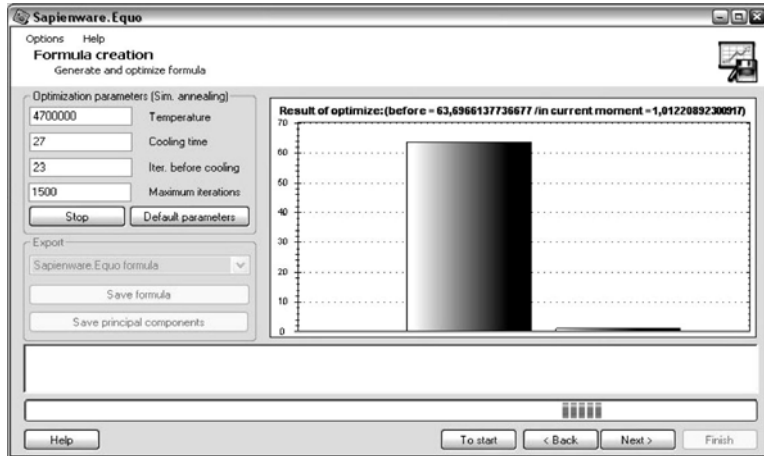 Sapienware.Equo
Options Help
Formula creation
Generate and optimize formula
Optimization parameters (Sim. annealing)
4700000 Temperature
27 Cooling time
23 Iter. before cooling
1500 Maximum iterations
Stop Default parameters
Export
Sapienware.Equo formula
Save formula
Save principal components
Result of optimize:(before = 63,6966137736677 /in current moment =1,01220892300917)
70
60
50
40
30
20
10
0
Help To start < Back Next > Finish